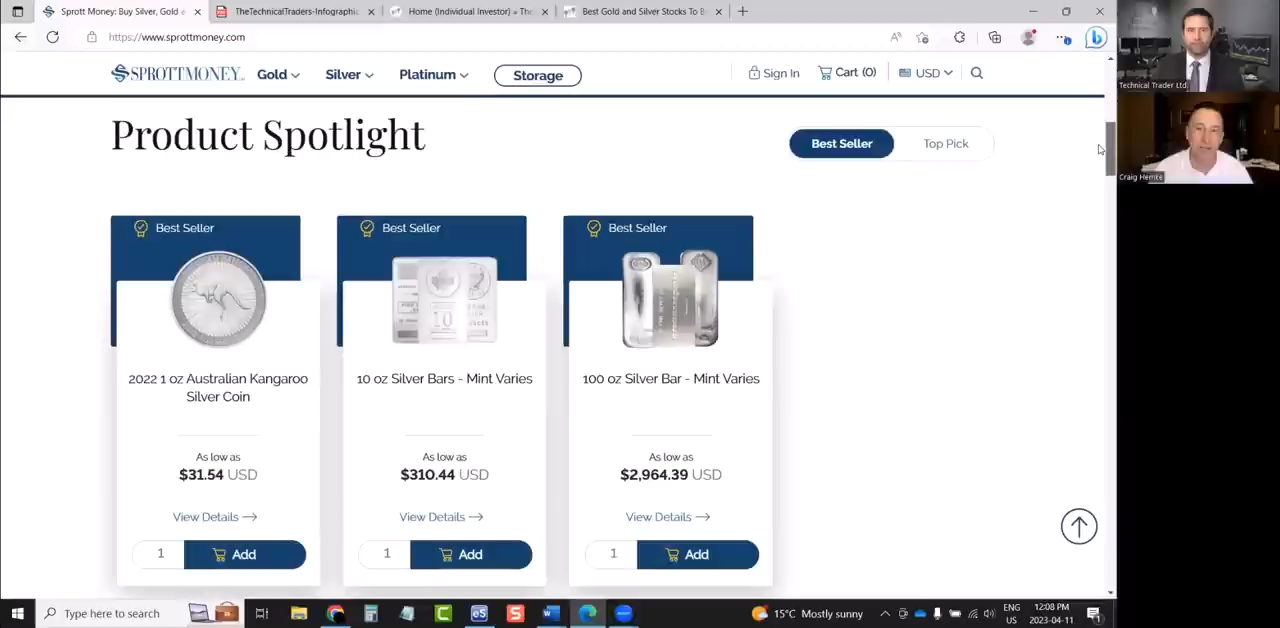 Sprott Money: Buy Silver, Gold a
TheTechnicalTraders-Infographic
Home (Individual Investor) » The
Best Gold and Silver Stocks To B
https://www.sprottmoney.com
SPROTTMONEY
Gold
Silver
Platinum
Storage
Sign In
Cart (0)
USD
Product Spotlight
Best Seller
Top Pick
Best Seller
Best Seller
Best Seller
10
2022 1 oz Australian Kangaroo
Silver Coin
10 oz Silver Bars - Mint Varies
100 oz Silver Bar - Mint Varies
As low as
$31.54 USD
As low as
$310.44 USD
As low as
$2,964.39 USD
View Details
View Details
View Details
1
Add
1
Add
1
Add
Technical Trader Ltd.
Craig Hemke
Type here to search
15°C Mostly sunny
ENG
US
12:08 PM
2023-04-11